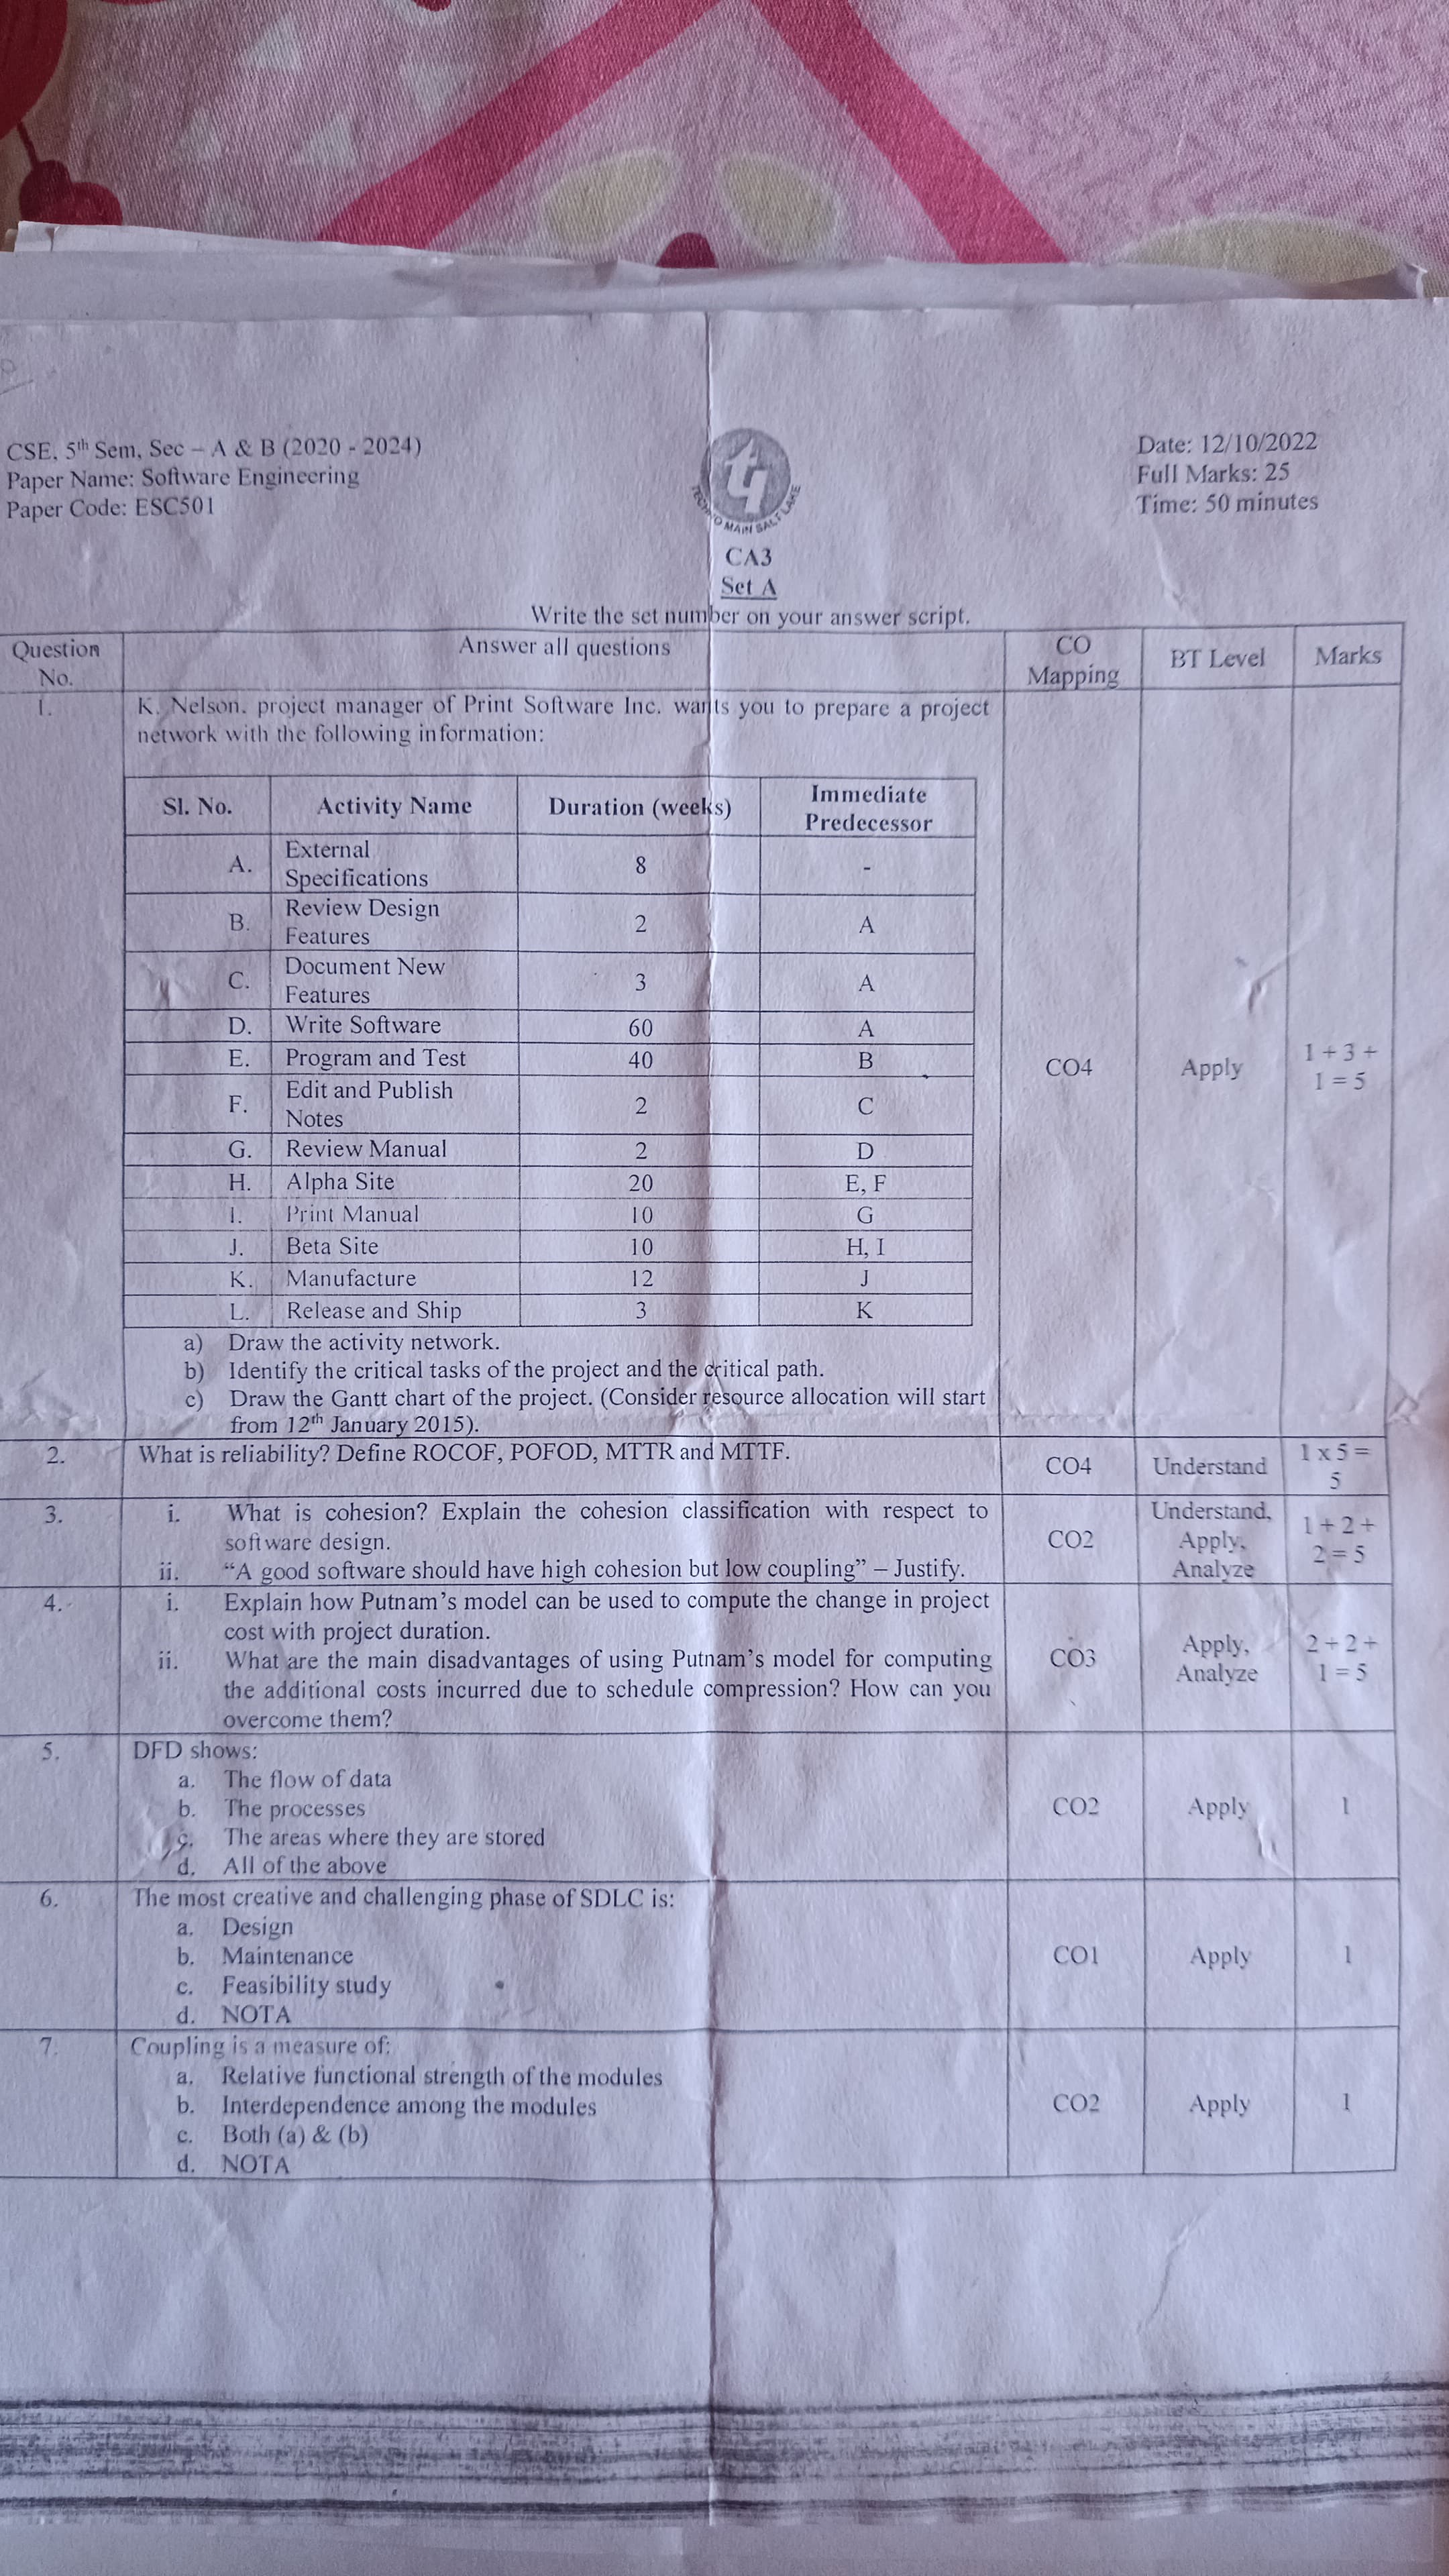 CSE, 5th Sem, Sec – A & B (2020 - 2024)
Paper Name: Software Engineering
Paper Code: ESC501
TECHNO MAIN SALT LAKE
Date: 12/10/2022
Full Marks: 25
Time: 50 minutes
CA3
Set A
Write the set number on your answer script.
Question No. Answer all questions CO Mapping BT Level Marks
1. K. Nelson, project manager of Print Software Inc. wants you to prepare a project
network with the following information:
Sl. No. Activity Name Duration (weeks) Immediate Predecessor
A. External Specifications 8 -
B. Review Design Features 2 A
C. Document New Features 3 A
D. Write Software 60 A
E. Program and Test 40 B
F. Edit and Publish Notes 2 C
G. Review Manual 2 D
H. Alpha Site 20 E, F
I. Print Manual 10 G
J. Beta Site 10 H, I
K. Manufacture 12 J
L. Release and Ship 3 K
a) Draw the activity network.
b) Identify the critical tasks of the project and the critical path.
c) Draw the Gantt chart of the project. (Consider resource allocation will start
from 12th January 2015).
CO4 Apply 1 + 3 +
1 = 5
2. What is reliability? Define ROCOF, POFOD, MTTR and MTTF. CO4 Understand 1 x 5 =
5
3. i. What is cohesion? Explain the cohesion classification with respect to
software design.
ii. “A good software should have high cohesion but low coupling” – Justify.
CO2 Understand,
Apply,
Analyze
1 + 2 +
2 = 5
4. i. Explain how Putnam’s model can be used to compute the change in project
cost with project duration.
ii. What are the main disadvantages of using Putnam’s model for computing
the additional costs incurred due to schedule compression? How can you
overcome them?
CO3 Apply,
Analyze
2 + 2 +
1 = 5
5. DFD shows:
a. The flow of data
b. The processes
c. The areas where they are stored
d. All of the above
CO2 Apply 1
6. The most creative and challenging phase of SDLC is:
a. Design
b. Maintenance
c. Feasibility study
d. NOTA
CO1 Apply 1
7. Coupling is a measure of:
a. Relative functional strength of the modules
b. Interdependence among the modules
c. Both (a) & (b)
d. NOTA
CO2 Apply 1